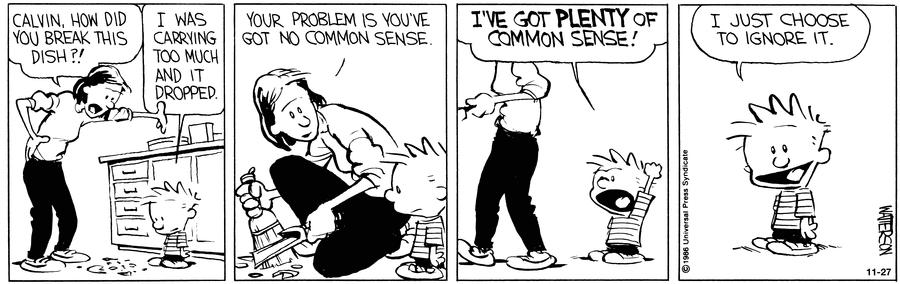 CALVIN, HOW DID
YOU BREAK THIS
DISH?!
I WAS
CARRYING
TOO MUCH
AND IT
DROPPED.
YOUR PROBLEM IS YOU'VE
GOT NO COMMON SENSE.
I'VE GOT PLENTY OF
COMMON SENSE!
I JUST CHOOSE
TO IGNORE IT.
© 1986 Universal Press Syndicate
WATTERSON
11-27